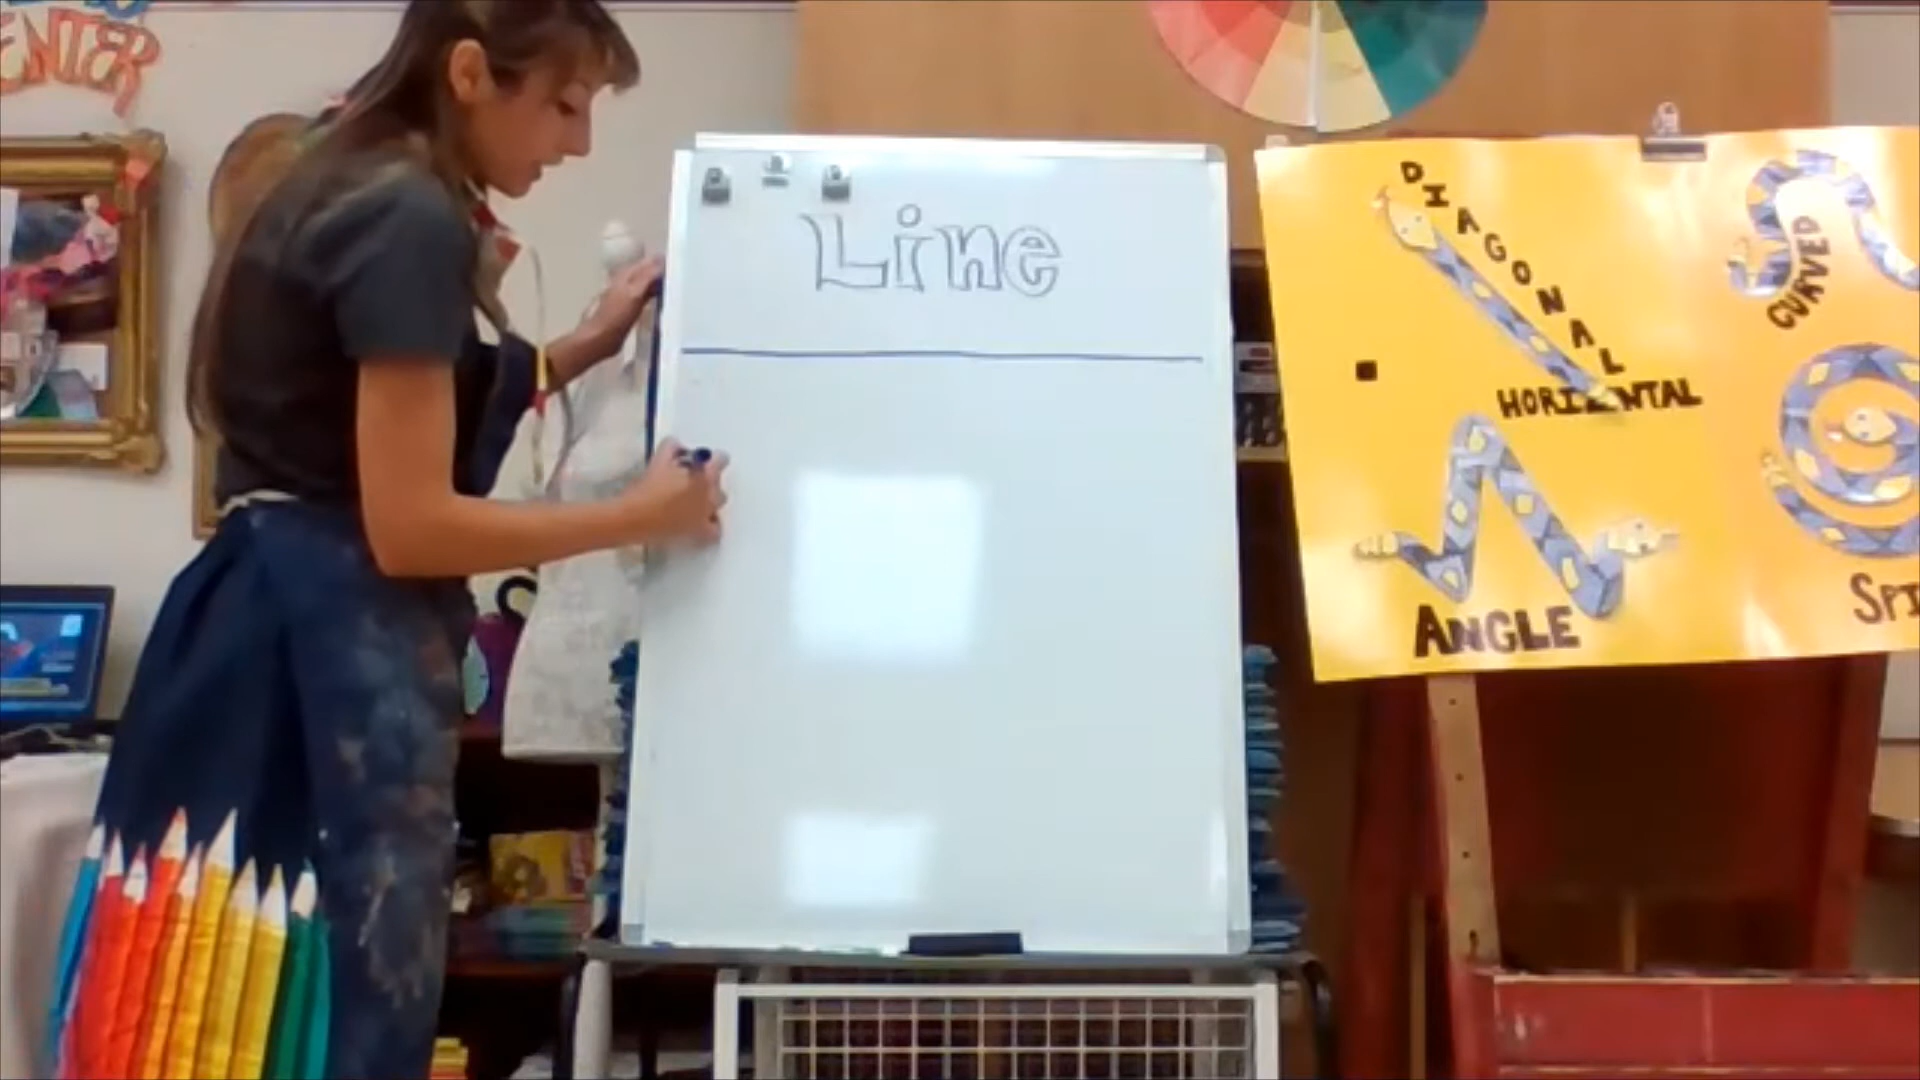 ENTER
Line
DIAGONAL
CURVED
HORIZONTAL
ANGLE
SPI